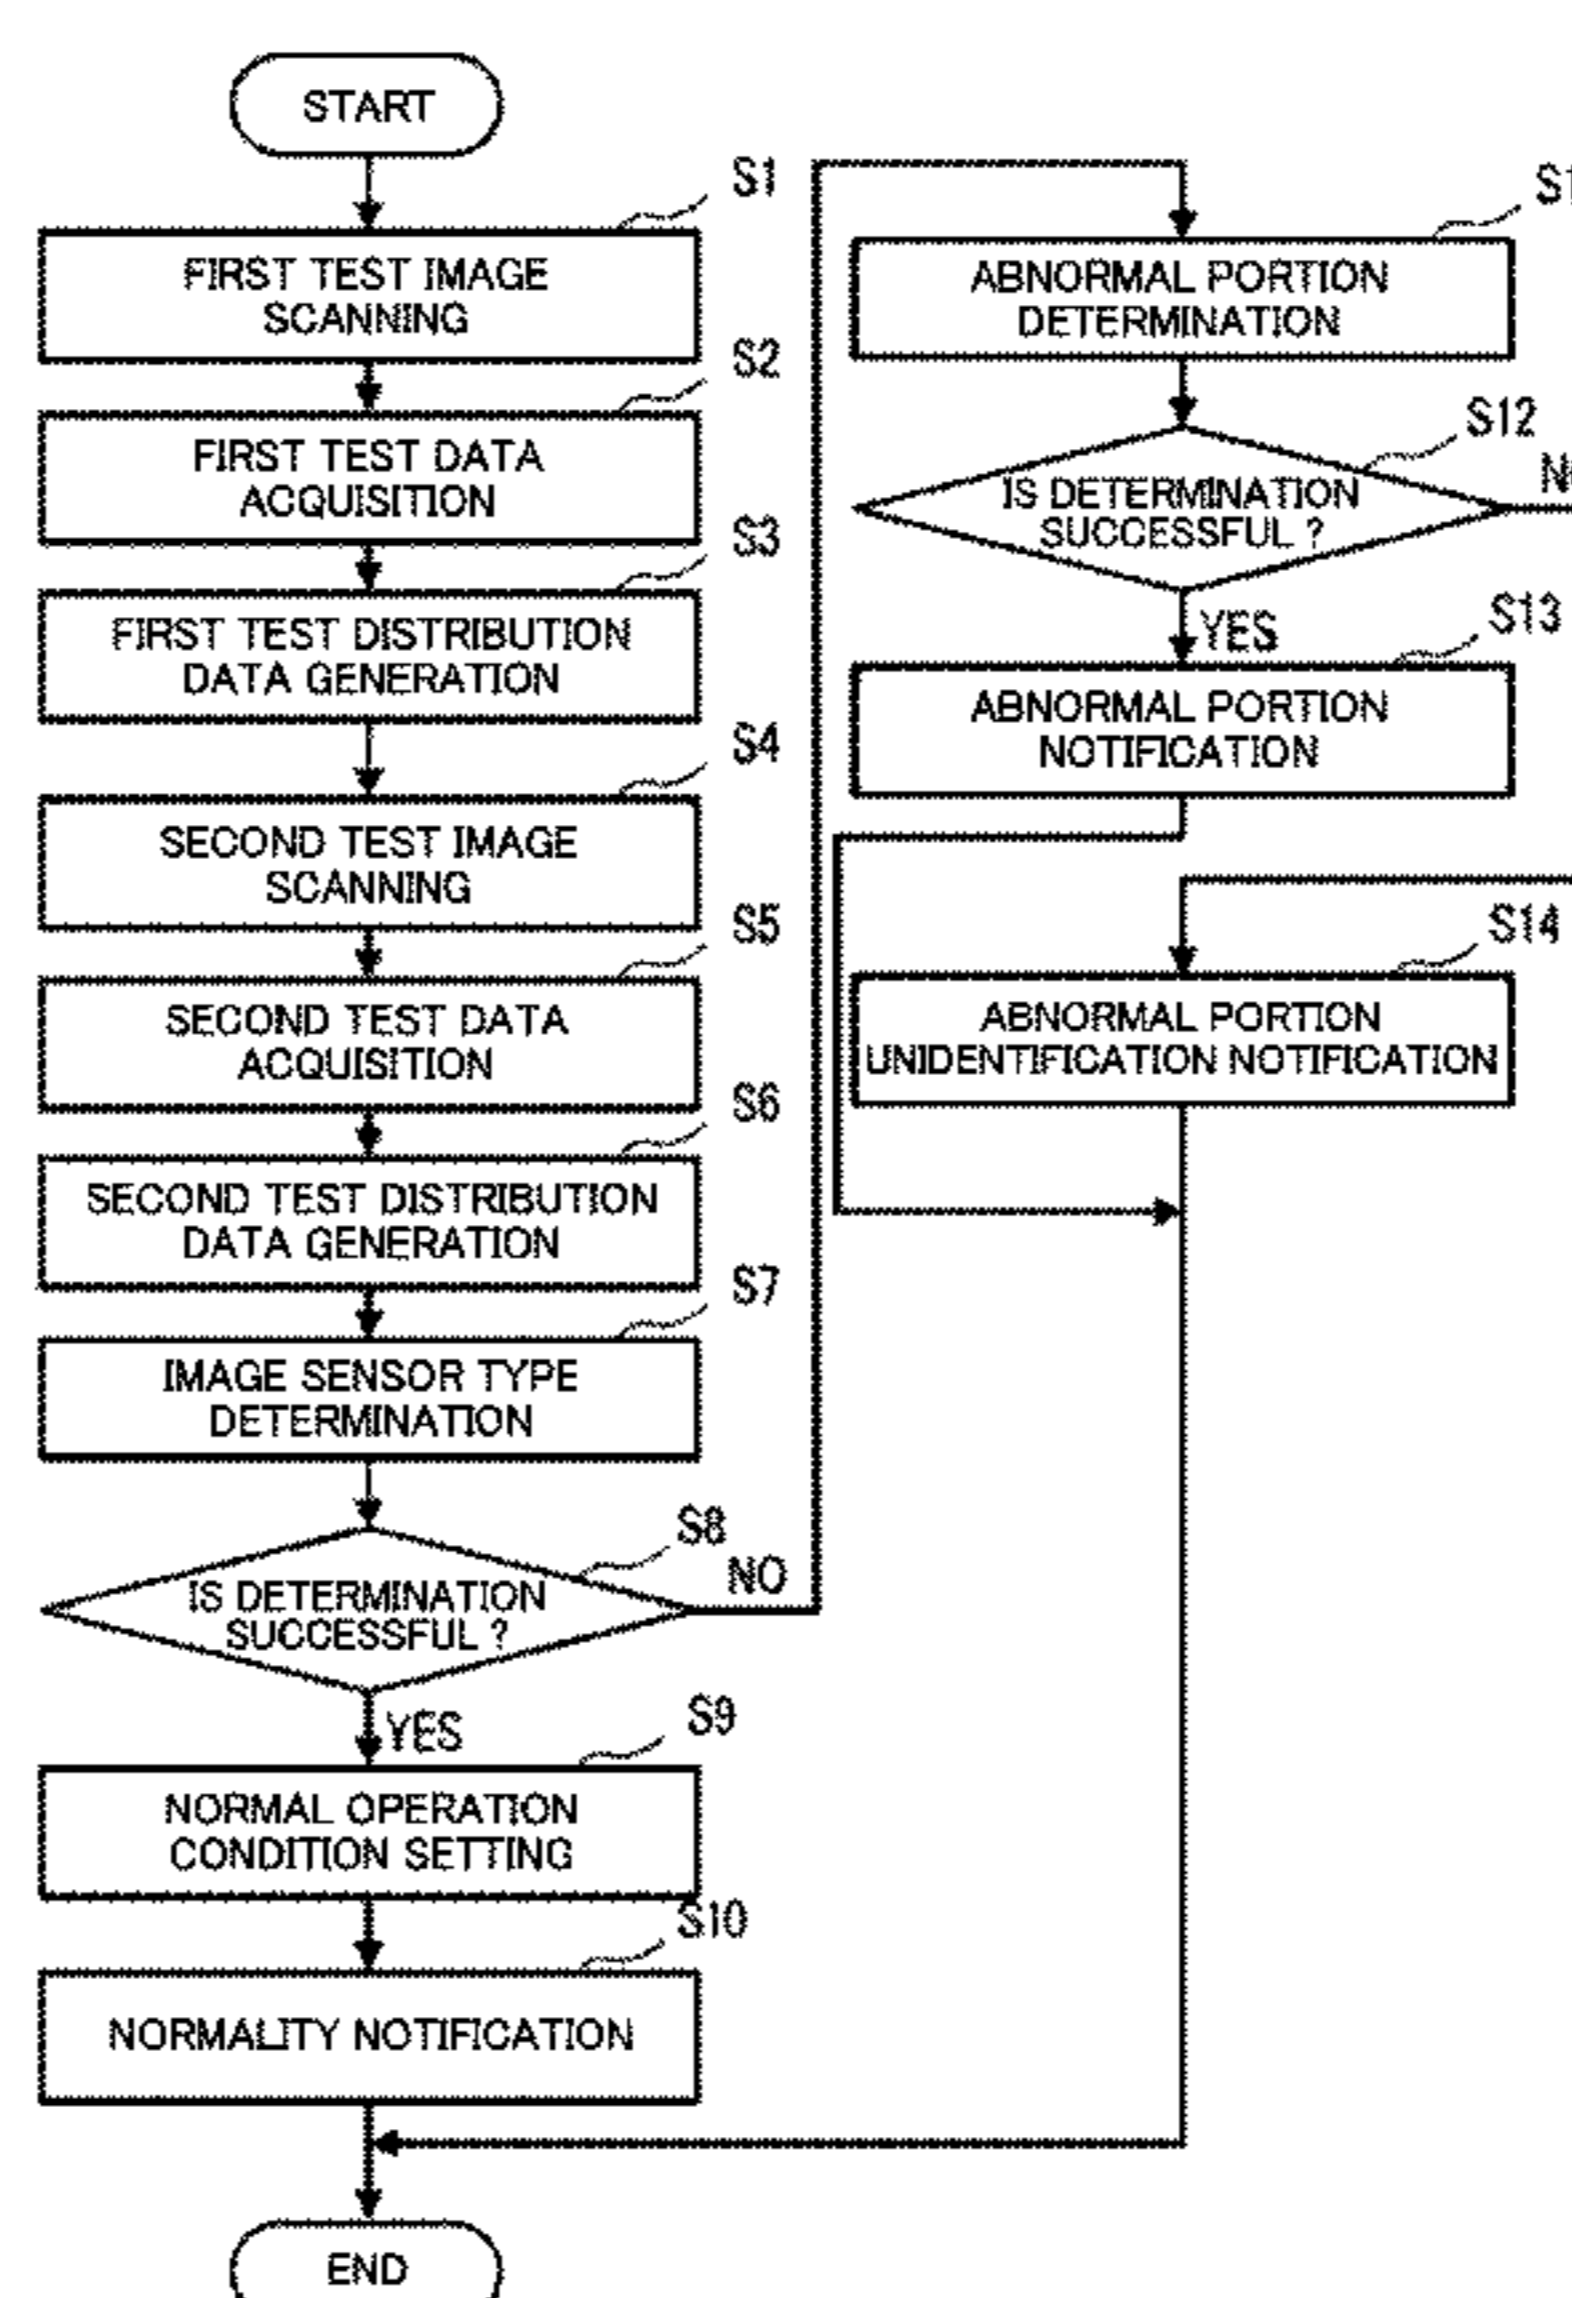 START
S1
FIRST TEST IMAGE
SCANNING
S2
FIRST TEST DATA
ACQUISITION
S3
FIRST TEST DISTRIBUTION
DATA GENERATION
S4
SECOND TEST IMAGE
SCANNING
S5
SECOND TEST DATA
ACQUISITION
S6
SECOND TEST DISTRIBUTION
DATA GENERATION
S7
IMAGE SENSOR TYPE
DETERMINATION
S8
IS DETERMINATION
SUCCESSFUL ?
NO
YES
S9
NORMAL OPERATION
CONDITION SETTING
S10
NORMALITY NOTIFICATION
END
ABNORMAL PORTION
DETERMINATION
S12
IS DETERMINATION
SUCCESSFUL ?
YES
S13
ABNORMAL PORTION
NOTIFICATION
S14
ABNORMAL PORTION
UNIDENTIFICATION NOTIFICATION